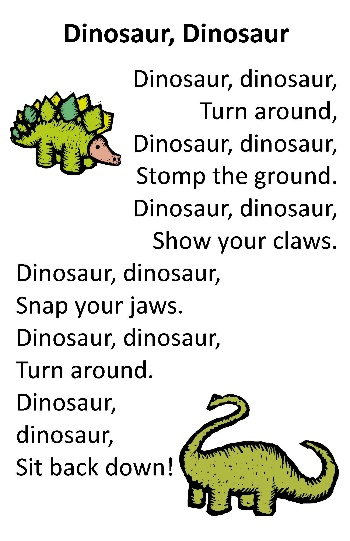 Dinosaur, Dinosaur
Dinosaur, dinosaur,
Turn around,
Dinosaur, dinosaur,
Stomp the ground.
Dinosaur, dinosaur,
Show your claws.
Dinosaur, dinosaur,
Snap your jaws.
Dinosaur, dinosaur,
Turn around.
Dinosaur,
dinosaur,
Sit back down!